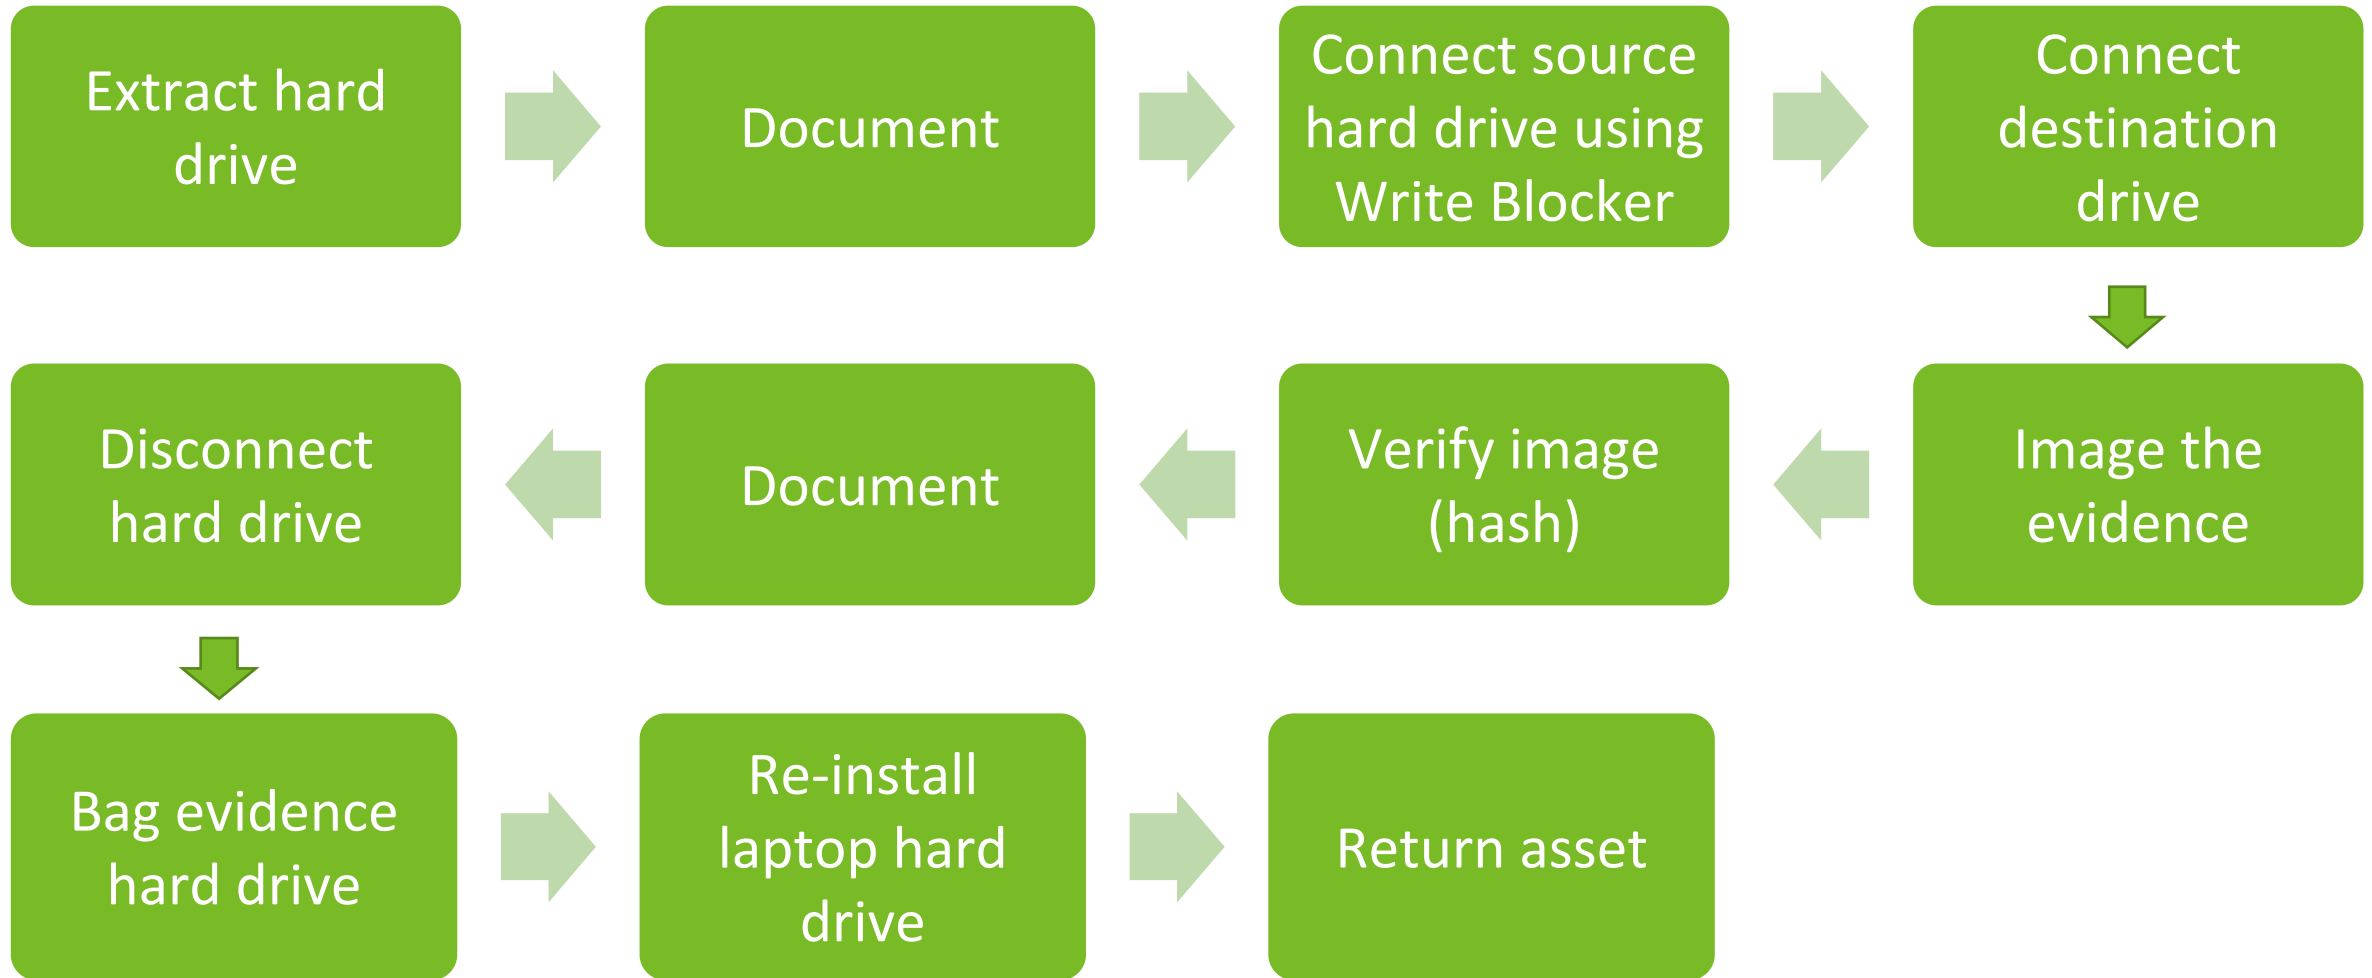 Extract hard
drive
Document
Connect source
hard drive using
Write Blocker
Connect
destination
drive
Image the
evidence
Verify image
(hash)
Document
Disconnect
hard drive
Bag evidence
hard drive
Re-install
laptop hard
drive
Return asset